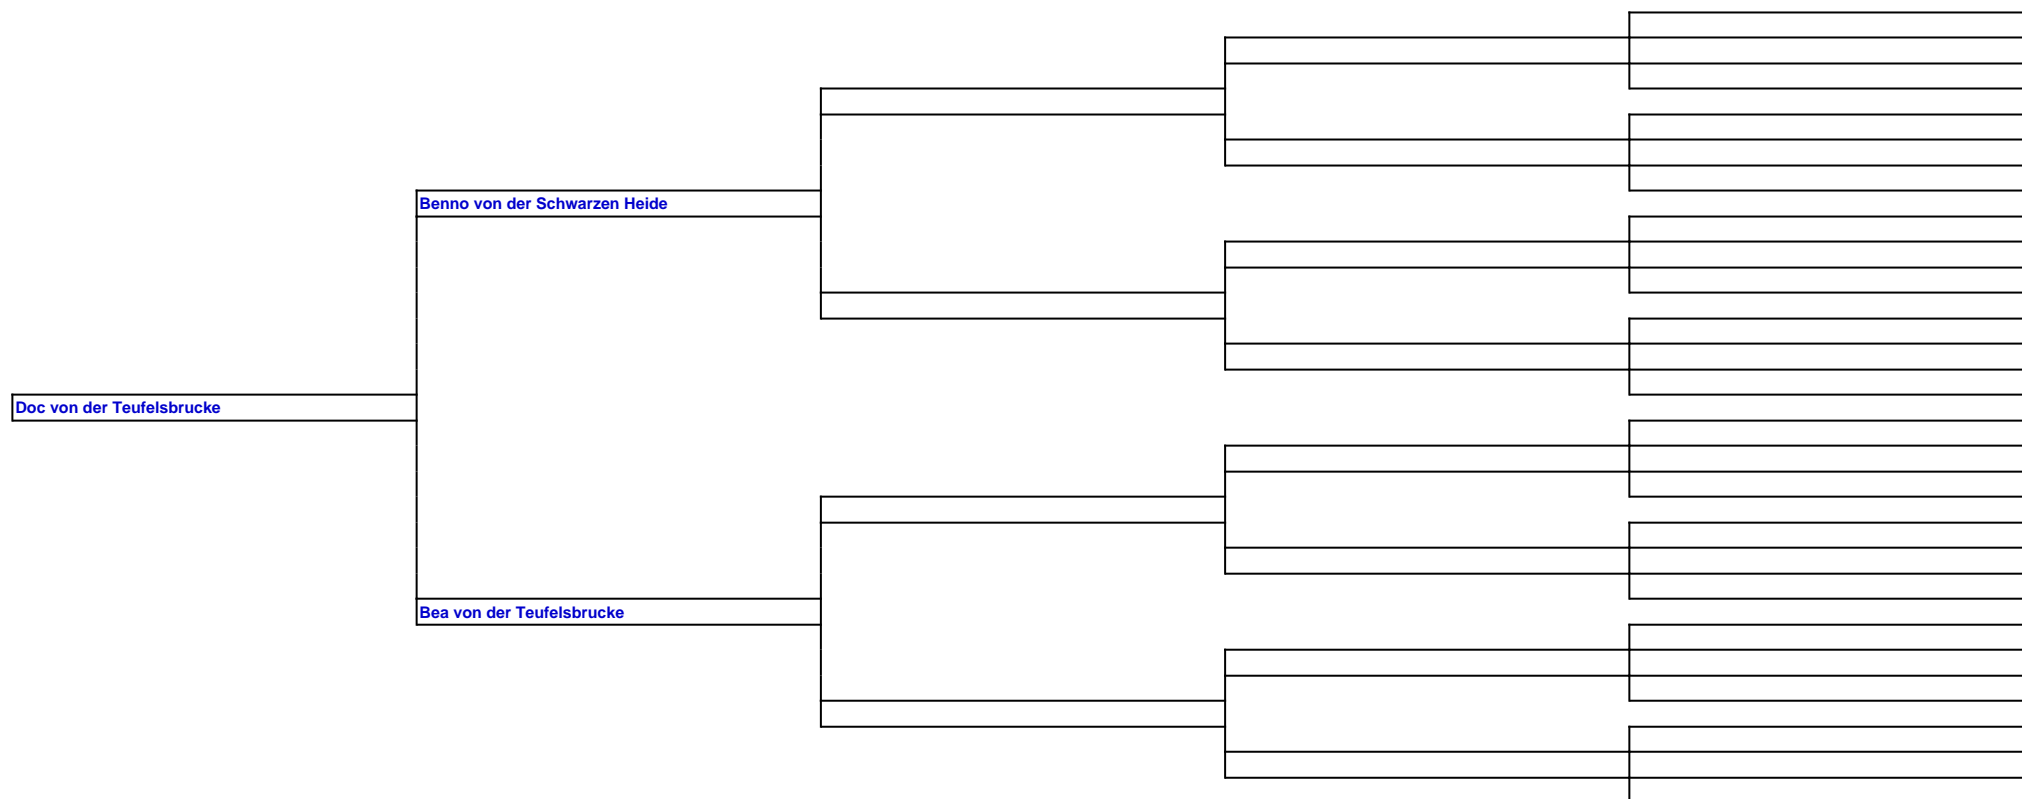 Benno von der Schwarzen Heide
Doc von der Teufelsbrucke
Bea von der Teufelsbrucke